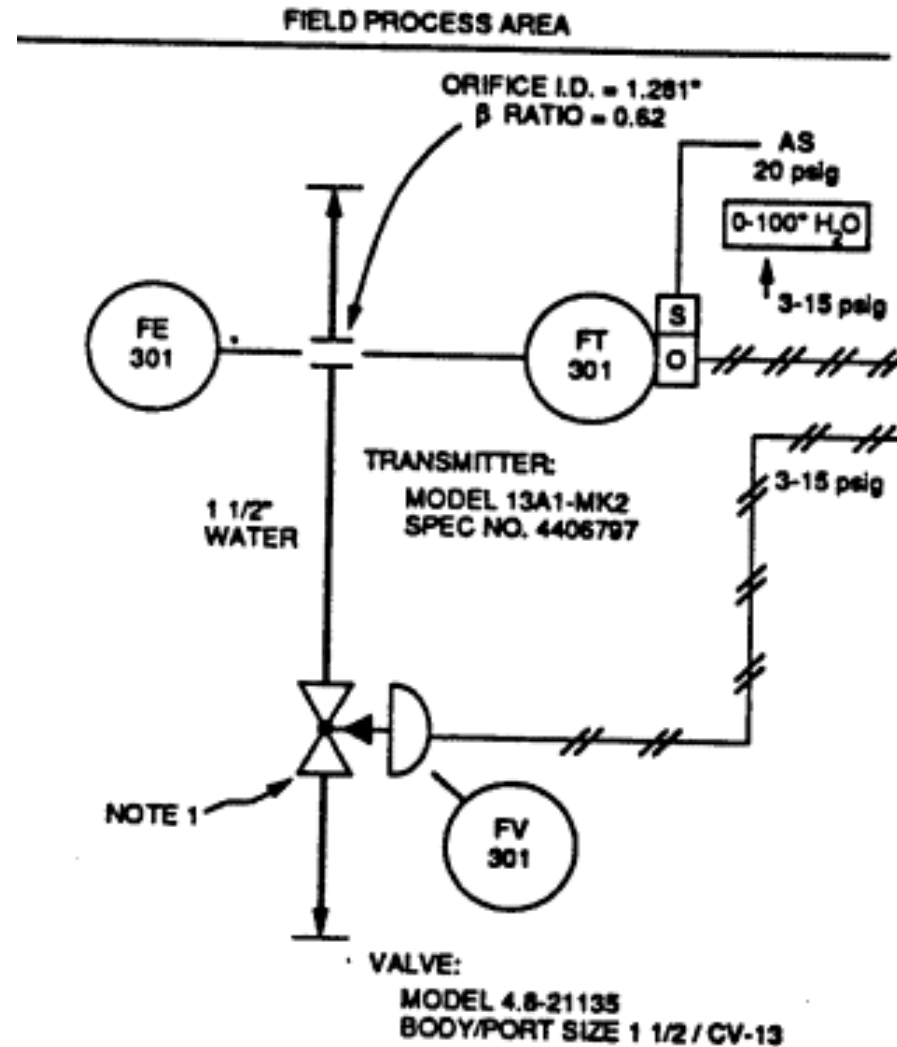 FIELD PROCESS AREA
ORIFICE I.D. = 1.261"
β RATIO = 0.62
AS
20 psig
0-100" H₂O
3-15 psig
FE
301
FT
301
S
O
TRANSMITTER:
MODEL 13A1-MK2
SPEC NO. 4406797
3-15 psig
1 1/2"
WATER
NOTE 1
FV
301
VALVE:
MODEL 4.8-21135
BODY/PORT SIZE 1 1/2 / CV-13